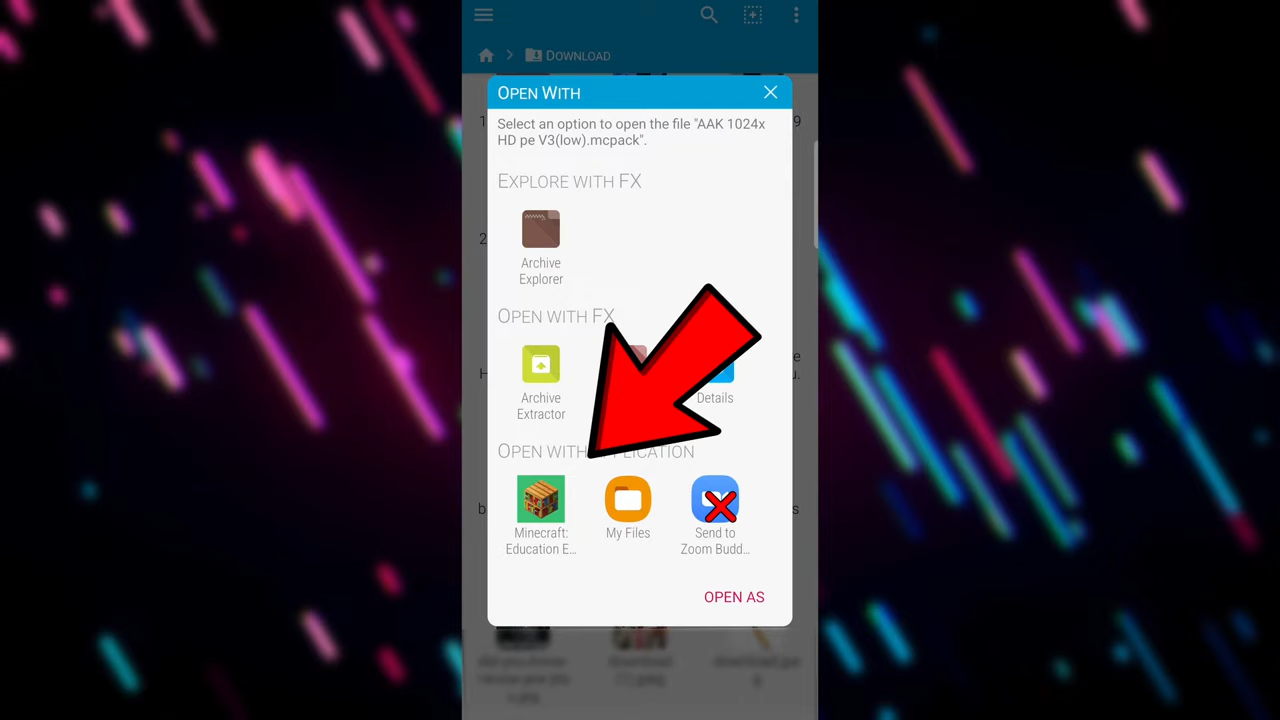 DOWNLOAD
OPEN WITH
Select an option to open the file "AAK 1024x
HD pe V3(low).mcpack".
EXPLORE WITH FX
Archive
Explorer
OPEN WITH FX
Archive
Extractor
Details
OPEN WITH APPLICATION
Minecraft:
Education E...
My Files
Send to
Zoom Budd...
OPEN AS